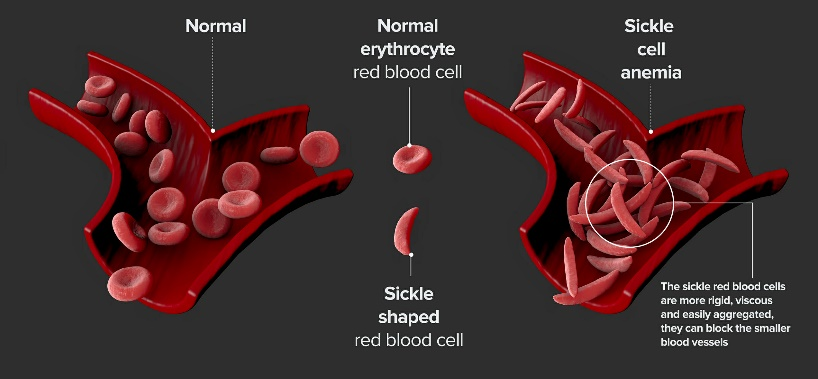 Normal
Normal
erythrocyte
red blood cell
Sickle
cell
anemia
Sickle
shaped
red blood cell
The sickle red blood cells
are more rigid, viscous
and easily aggregated,
they can block the smaller
blood vessels